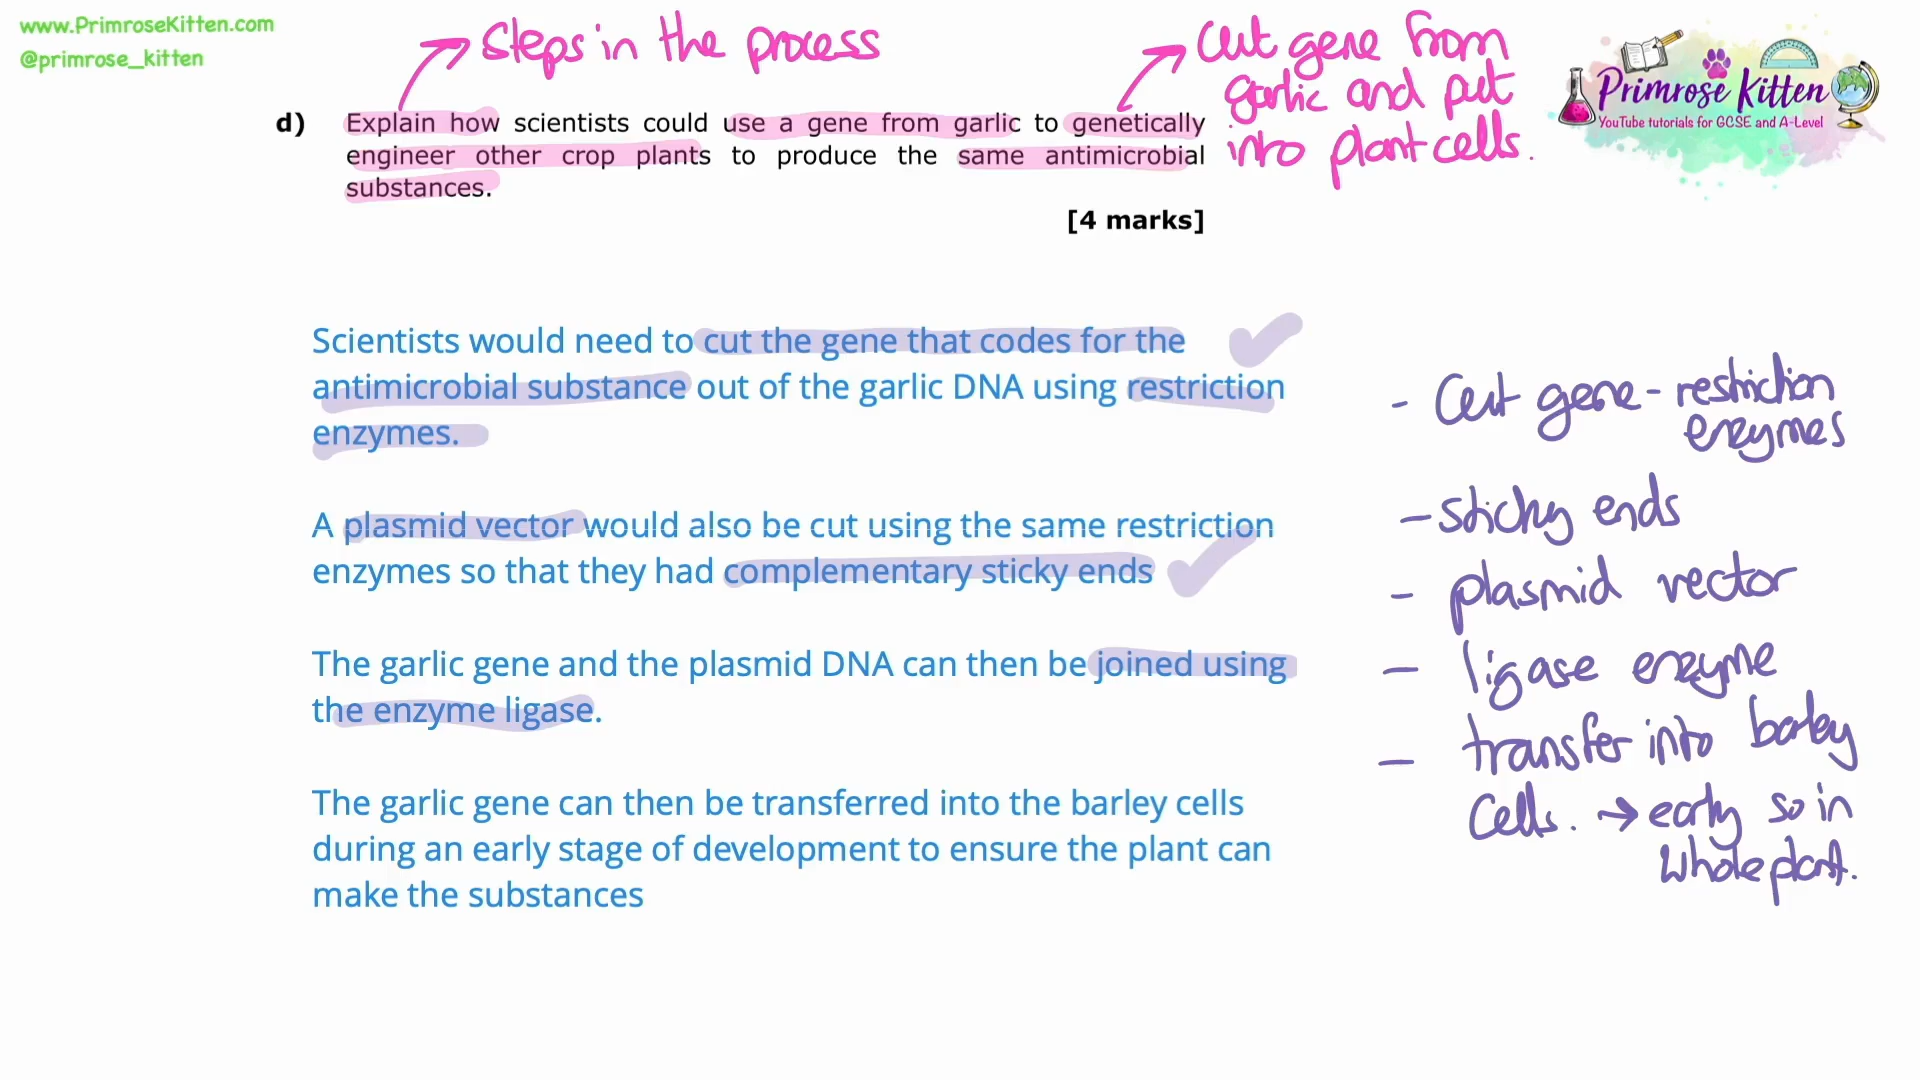 www.PrimroseKitten.com
@primrose_kitten
Steps in the process
Cut gene from
garlic and put
into plant cells.
Primrose Kitten
YouTube tutorials for GCSE and A-Level
d) Explain how scientists could use a gene from garlic to genetically
engineer other crop plants to produce the same antimicrobial
substances.
[4 marks]
Scientists would need to cut the gene that codes for the
antimicrobial substance out of the garlic DNA using restriction
enzymes.
A plasmid vector would also be cut using the same restriction
enzymes so that they had complementary sticky ends
The garlic gene and the plasmid DNA can then be joined using
the enzyme ligase.
The garlic gene can then be transferred into the barley cells
during an early stage of development to ensure the plant can
make the substances
- Cut gene - restriction
enzymes
- sticky ends
- plasmid vector
- ligase enzyme
- transfer into barley
cells. → early so in
whole plant.